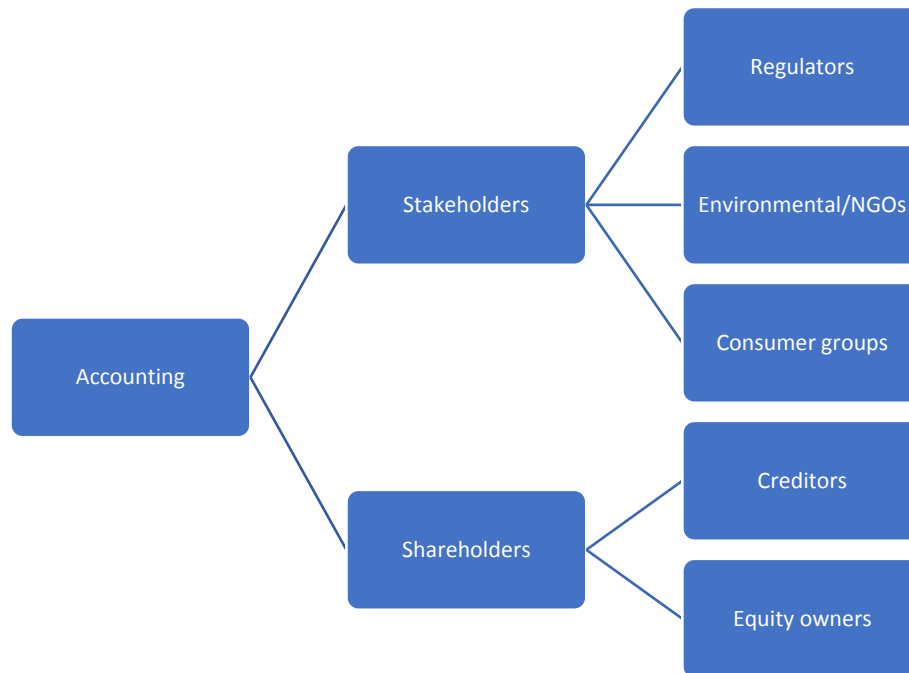 Accounting
Stakeholders
Regulators
Environmental/NGOs
Consumer groups
Shareholders
Creditors
Equity owners